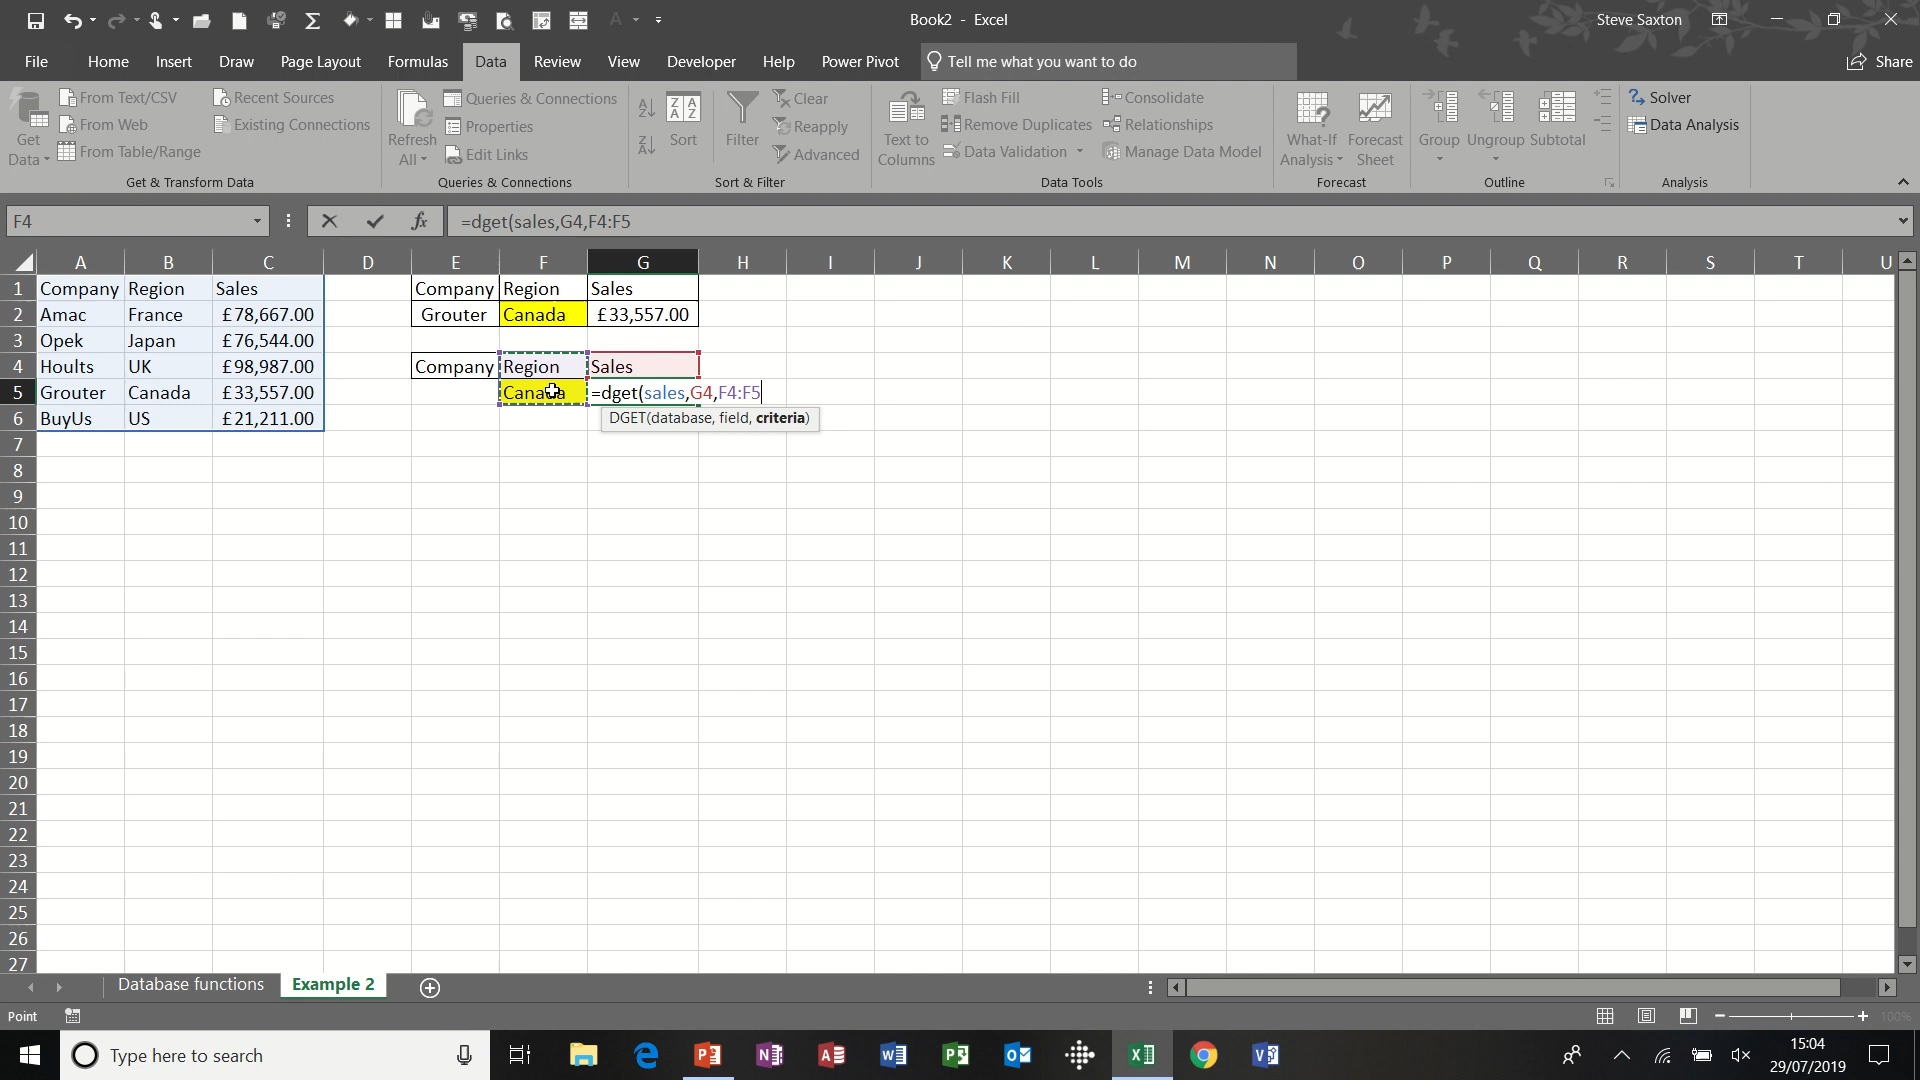 Book2 - Excel
Steve Saxton
File Home Insert Draw Page Layout Formulas Data Review View Developer Help Power Pivot Tell me what you want to do Share
Get Data
From Text/CSV
From Web
From Table/Range
Recent Sources
Existing Connections
Get & Transform Data
Refresh All
Queries & Connections
Properties
Edit Links
Queries & Connections
Sort
Filter
Clear
Reapply
Advanced
Sort & Filter
Text to Columns
Flash Fill
Remove Duplicates
Data Validation
Consolidate
Relationships
Manage Data Model
Data Tools
What-If Analysis
Forecast Sheet
Forecast
Group
Ungroup
Subtotal
Outline
Solver
Data Analysis
Analysis
F4 fx =dget(sales,G4,F4:F5
A B C D E F G H I J K L M N O P Q R S T U
1 Company Region Sales Company Region Sales
2 Amac France £78,667.00 Grouter Canada £33,557.00
3 Opek Japan £76,544.00
4 Hoults UK £98,987.00 Company Region Sales
5 Grouter Canada £33,557.00 Canada =dget(sales,G4,F4:F5
6 BuyUs US £21,211.00 DGET(database, field, criteria)
7
8
9
10
11
12
13
14
15
16
17
18
19
20
21
22
23
24
25
26
27
Database functions Example 2
Point 100%
Type here to search
15:04
29/07/2019